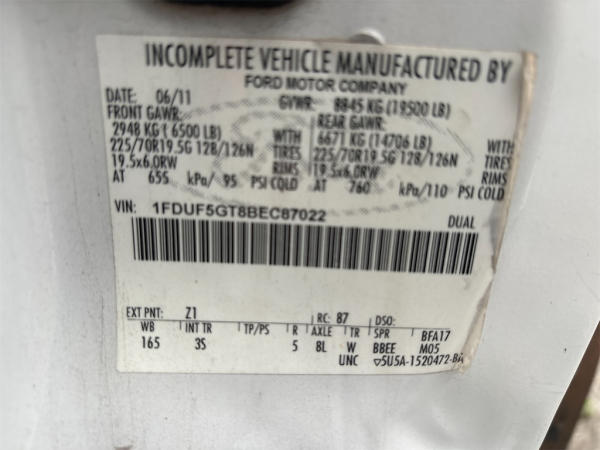 INCOMPLETE VEHICLE MANUFACTURED BY
FORD MOTOR COMPANY
DATE: 06/11 GVWR: 8845 KG (19500 LB)
FRONT GAWR: REAR GAWR:
2948 KG ( 6500 LB) WITH 6671 KG (14706 LB) WITH
225/70R19.5G 128/126N TIRES 225/70R19.5G 128/126N TIRES
19.5x6.0RW RIMS 19.5x6.0RW RIMS
AT 655 kPa/ 95 PSI COLD AT 760 kPa/110 PSI COLD
VIN: 1FDUF5GT8BEC87022 DUAL
EXT PNT: Z1 RC: 87 DSO:
WB INT TR TP/PS R AXLE TR SPR BFA17
165 3S 5 8L W BBEE M05
UNC ▽5U5A-1520472-BA